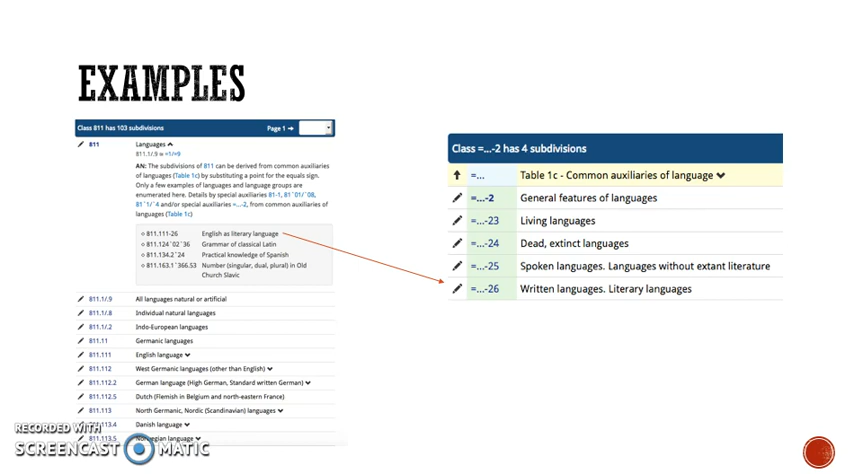 EXAMPLES
Class 811 has 103 subdivisions Page 1 →
811 Languages
811.1/.9 ≅ =1/=9
AN: The subdivisions of 811 can be derived from common auxiliaries
of languages (Table 1c) by substituting a point for the equals sign.
Only a few examples of languages and language groups are
enumerated here. Details by special auxiliaries 81-1, 81`01/`08,
81`1/`4 and/or special auxiliaries =...-2, from common auxiliaries of
languages (Table 1c)
811.111-26 English as literary language
811.124`02`36 Grammar of classical Latin
811.134.2`24 Practical knowledge of Spanish
811.163.1`366.53 Number (singular, dual, plural) in Old
Church Slavic
811.1/.9 All languages natural or artificial
811.1/.8 Individual natural languages
811.1/.2 Indo-European languages
811.11 Germanic languages
811.111 English language
811.112 West Germanic languages (other than English)
811.112.2 German language (High German, Standard written German)
811.112.5 Dutch (Flemish in Belgium and north-eastern France)
811.113 North Germanic, Nordic (Scandinavian) languages
811.113.4 Danish language
811.113.5 Norwegian language
Class =...-2 has 4 subdivisions
=... Table 1c - Common auxiliaries of language
=...-2 General features of languages
=...-23 Living languages
=...-24 Dead, extinct languages
=...-25 Spoken languages. Languages without extant literature
=...-26 Written languages. Literary languages
RECORDED WITH
SCREENCAST MATIC